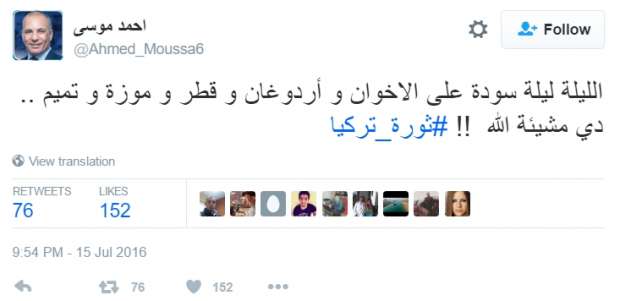 احمد موسى
@Ahmed_Moussa6
Follow
الليلة ليلة سودة على الاخوان و أردوغان و قطر و موزة و تميم ..
دي مشيئة الله !! #ثورة_تركيا
View translation
RETWEETS LIKES
76 152
9:54 PM - 15 Jul 2016
76 152